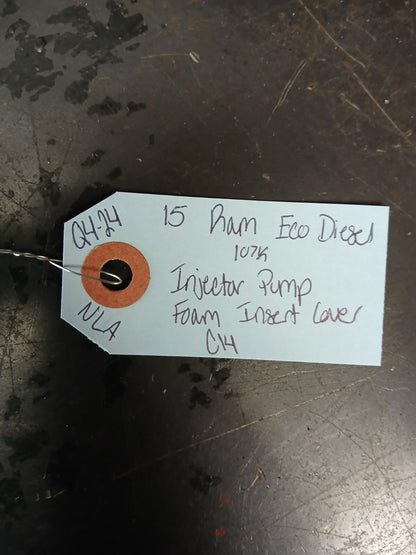 Q4-24
NLA
15 Ram Eco Diesel
107K
Injector Pump
Foam Insert Cover
C14